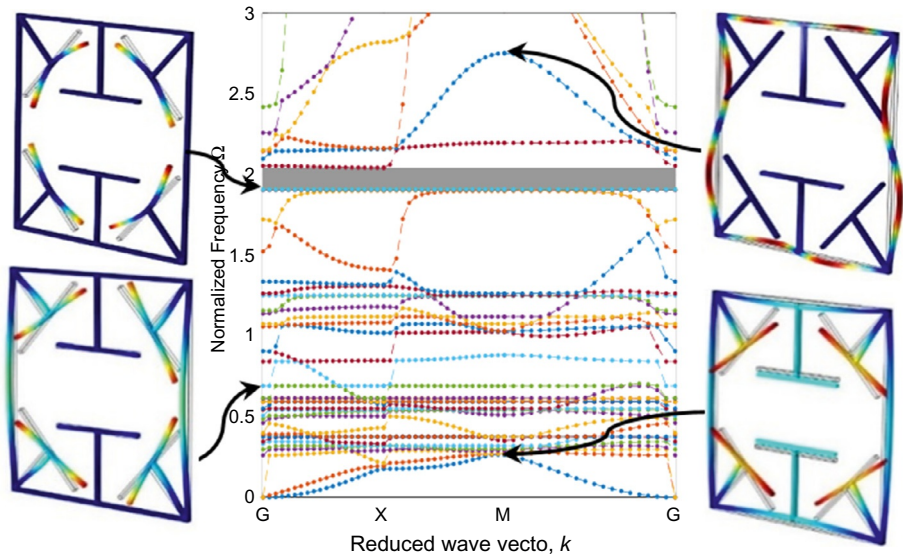 3
2.5
2
1.5
1
0.5
0
Normalized Frequency Ω
G X M G
Reduced wave vecto, k